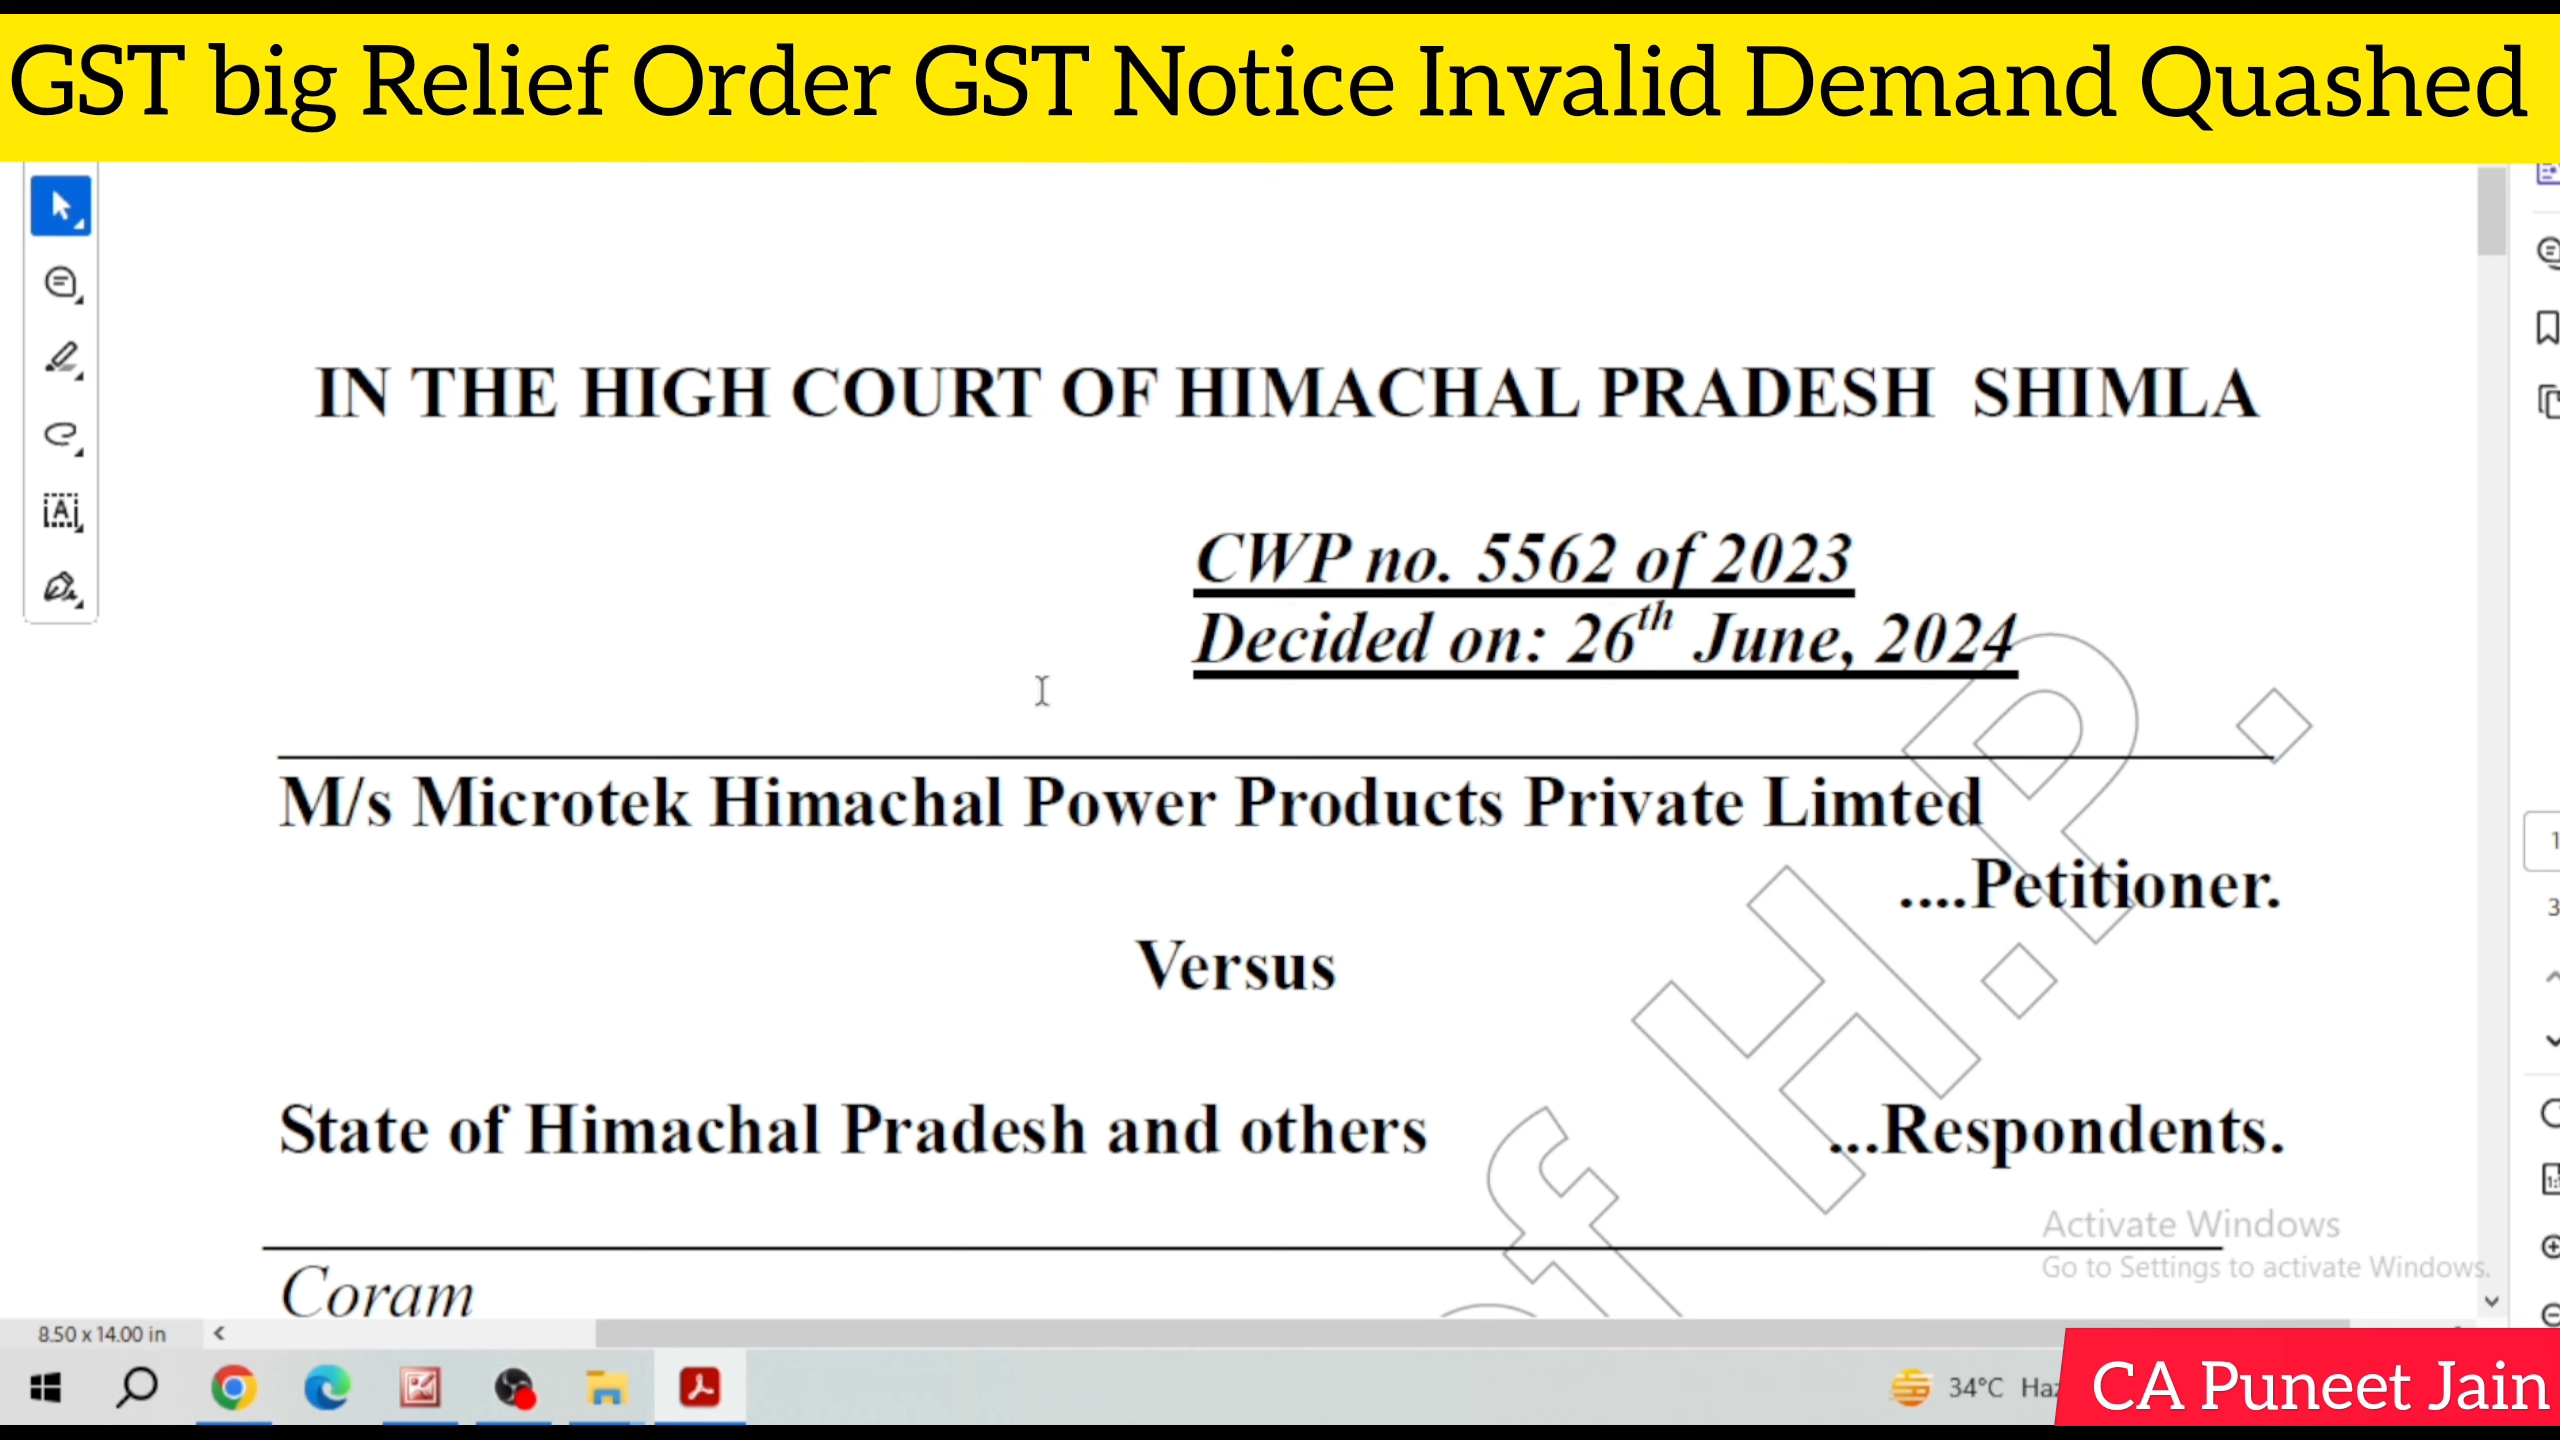 GST big Relief Order GST Notice Invalid Demand Quashed
IN THE HIGH COURT OF HIMACHAL PRADESH SHIMLA
CWP no. 5562 of 2023
Decided on: 26th June, 2024
M/s Microtek Himachal Power Products Private Limted
....Petitioner.
Versus
State of Himachal Pradesh and others ...Respondents.
Coram
of H.P.
Activate Windows
Go to Settings to activate Windows.
1
3
8.50 x 14.00 in
34°C
CA Puneet Jain